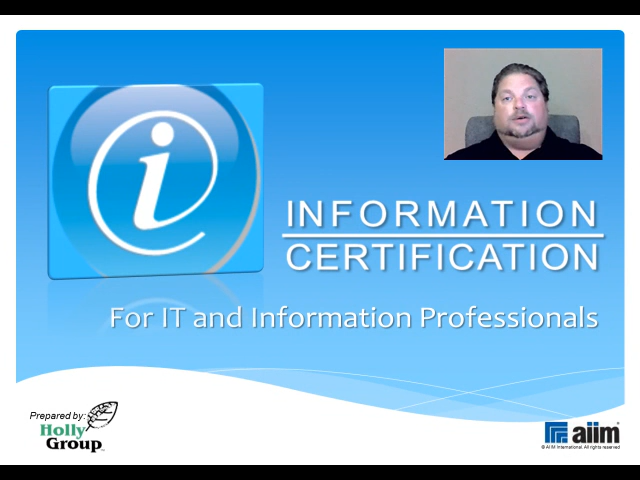 i
INFORMATION
CERTIFICATION
For IT and Information Professionals
Prepared by:
Holly
Group
aiim
© AIIM International. All rights reserved